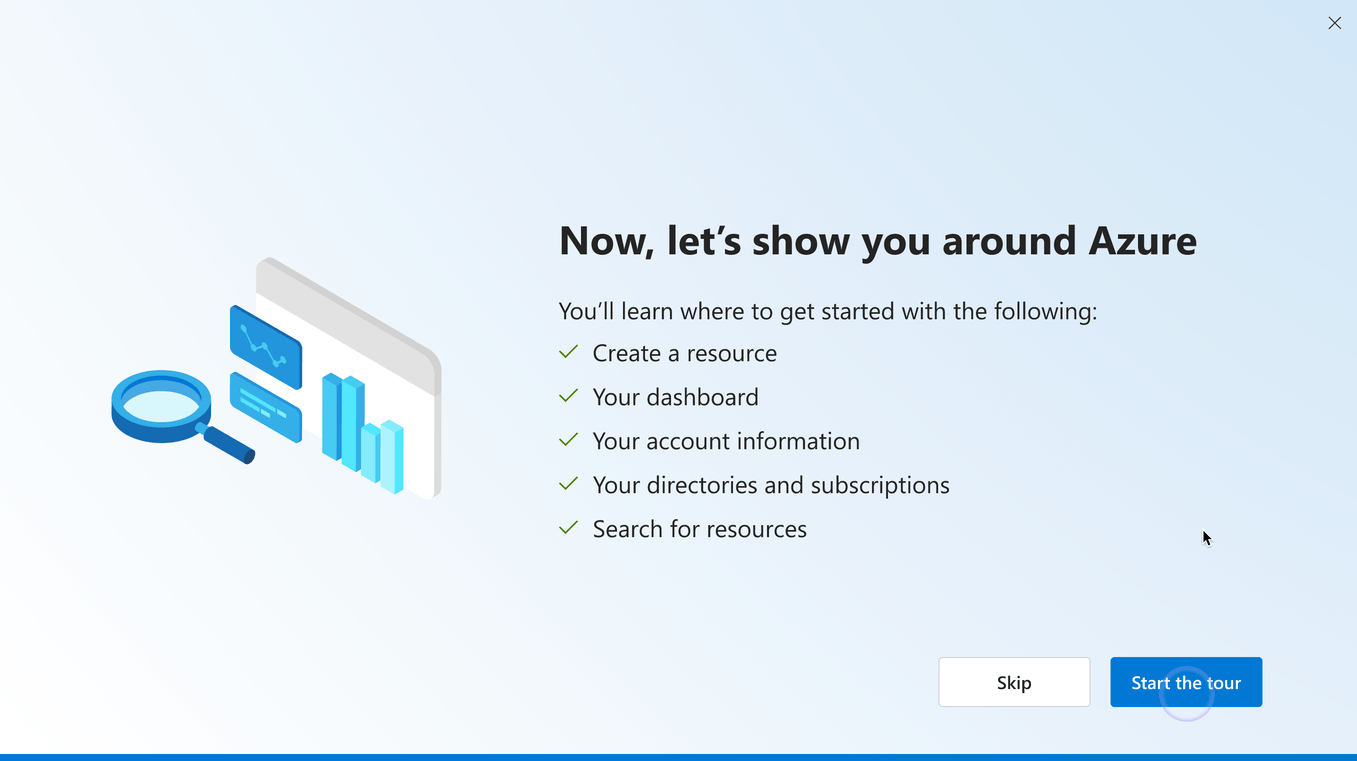 Now, let’s show you around Azure
You’ll learn where to get started with the following:
Create a resource
Your dashboard
Your account information
Your directories and subscriptions
Search for resources
Skip
Start the tour